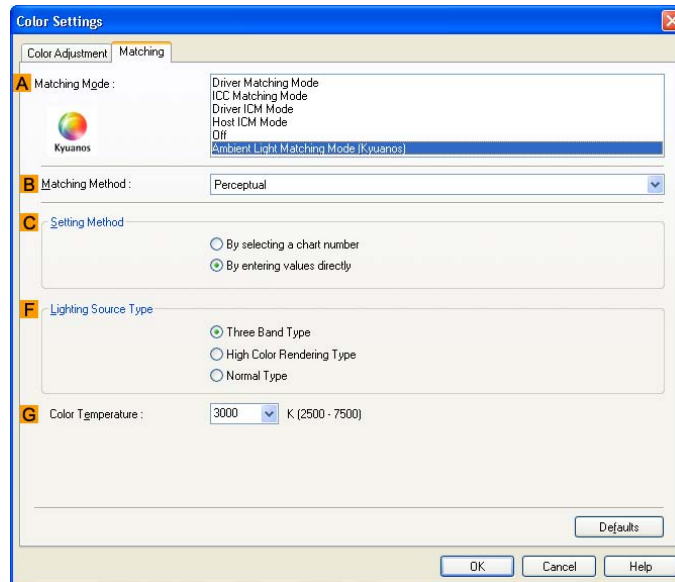 Color Settings
Color Adjustment Matching
A Matching Mode :
Driver Matching Mode
ICC Matching Mode
Driver ICM Mode
Host ICM Mode
Off
Ambient Light Matching Mode (Kyuanos)
Kyuanos
B Matching Method : Perceptual
C Setting Method
By selecting a chart number
By entering values directly
F Lighting Source Type
Three Band Type
High Color Rendering Type
Normal Type
G Color Temperature : 3000 K (2500 - 7500)
Defaults
OK Cancel Help